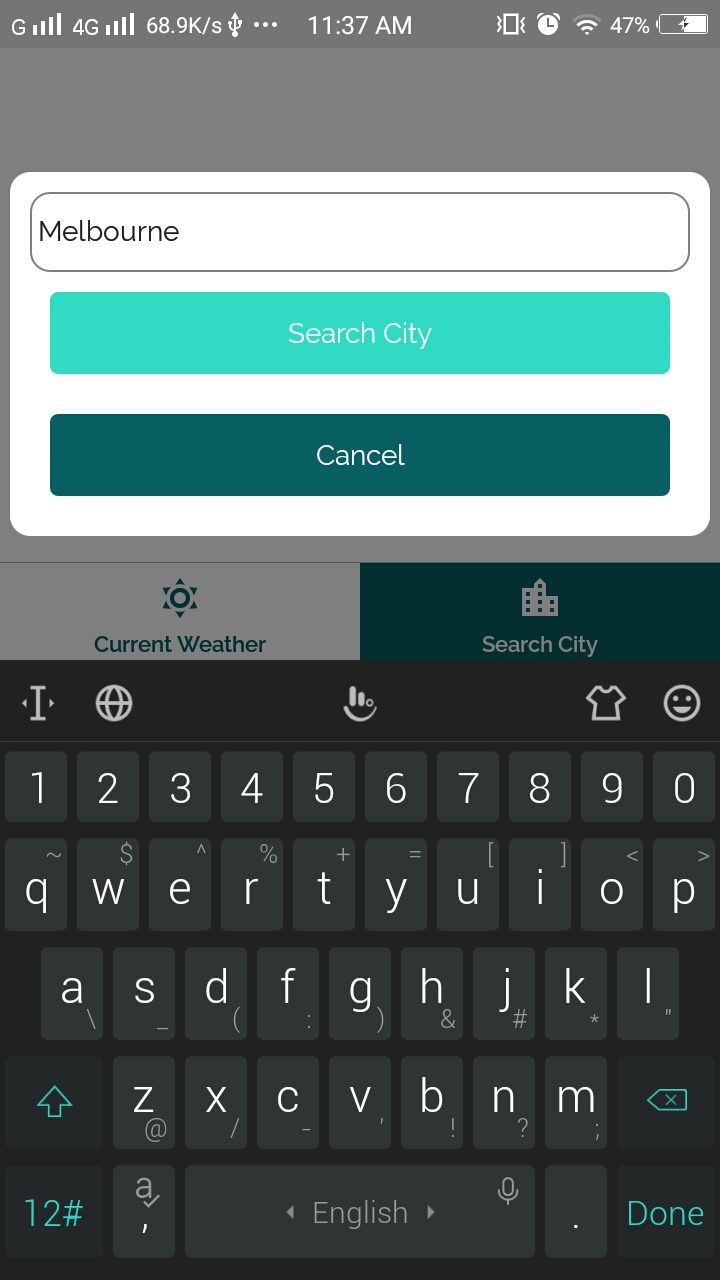 G 4G 68.9K/s ... 11:37 AM 47%
Melbourne
Search City
Cancel
Current Weather Search City
1 2 3 4 5 6 7 8 9 0
~ $ ^ % + = [ ] < >
q w e r t y u i o p
a s d f g h j k l
\ _ ( : ) & # * "
z x c v b n m
@ / - ' ! ? ;
12# a , English . Done